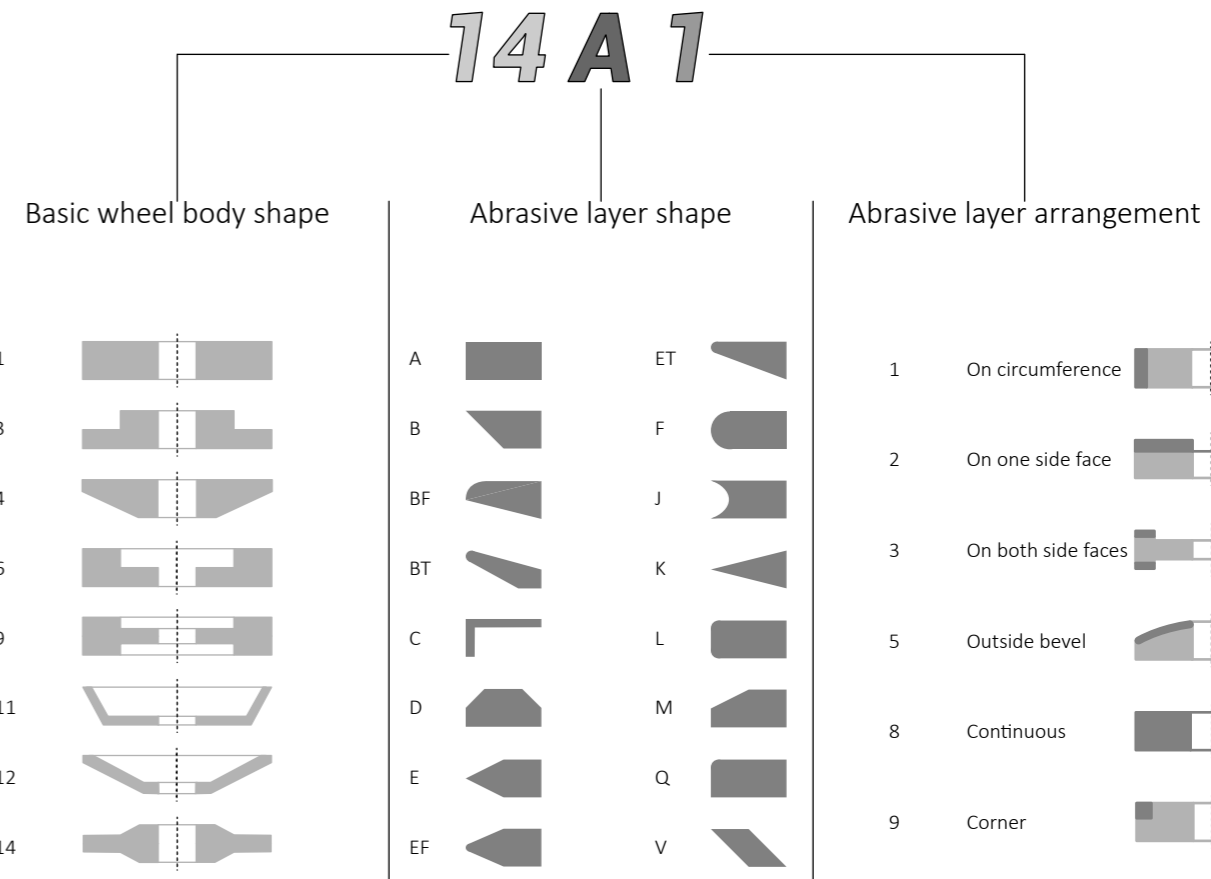 14 A 1
Basic wheel body shape
Abrasive layer shape
Abrasive layer arrangement
1
3
4
6
9
11
12
14
A
B
BF
BT
C
D
E
EF
ET
F
J
K
L
M
Q
V
1 On circumference
2 On one side face
3 On both side faces
5 Outside bevel
8 Continuous
9 Corner